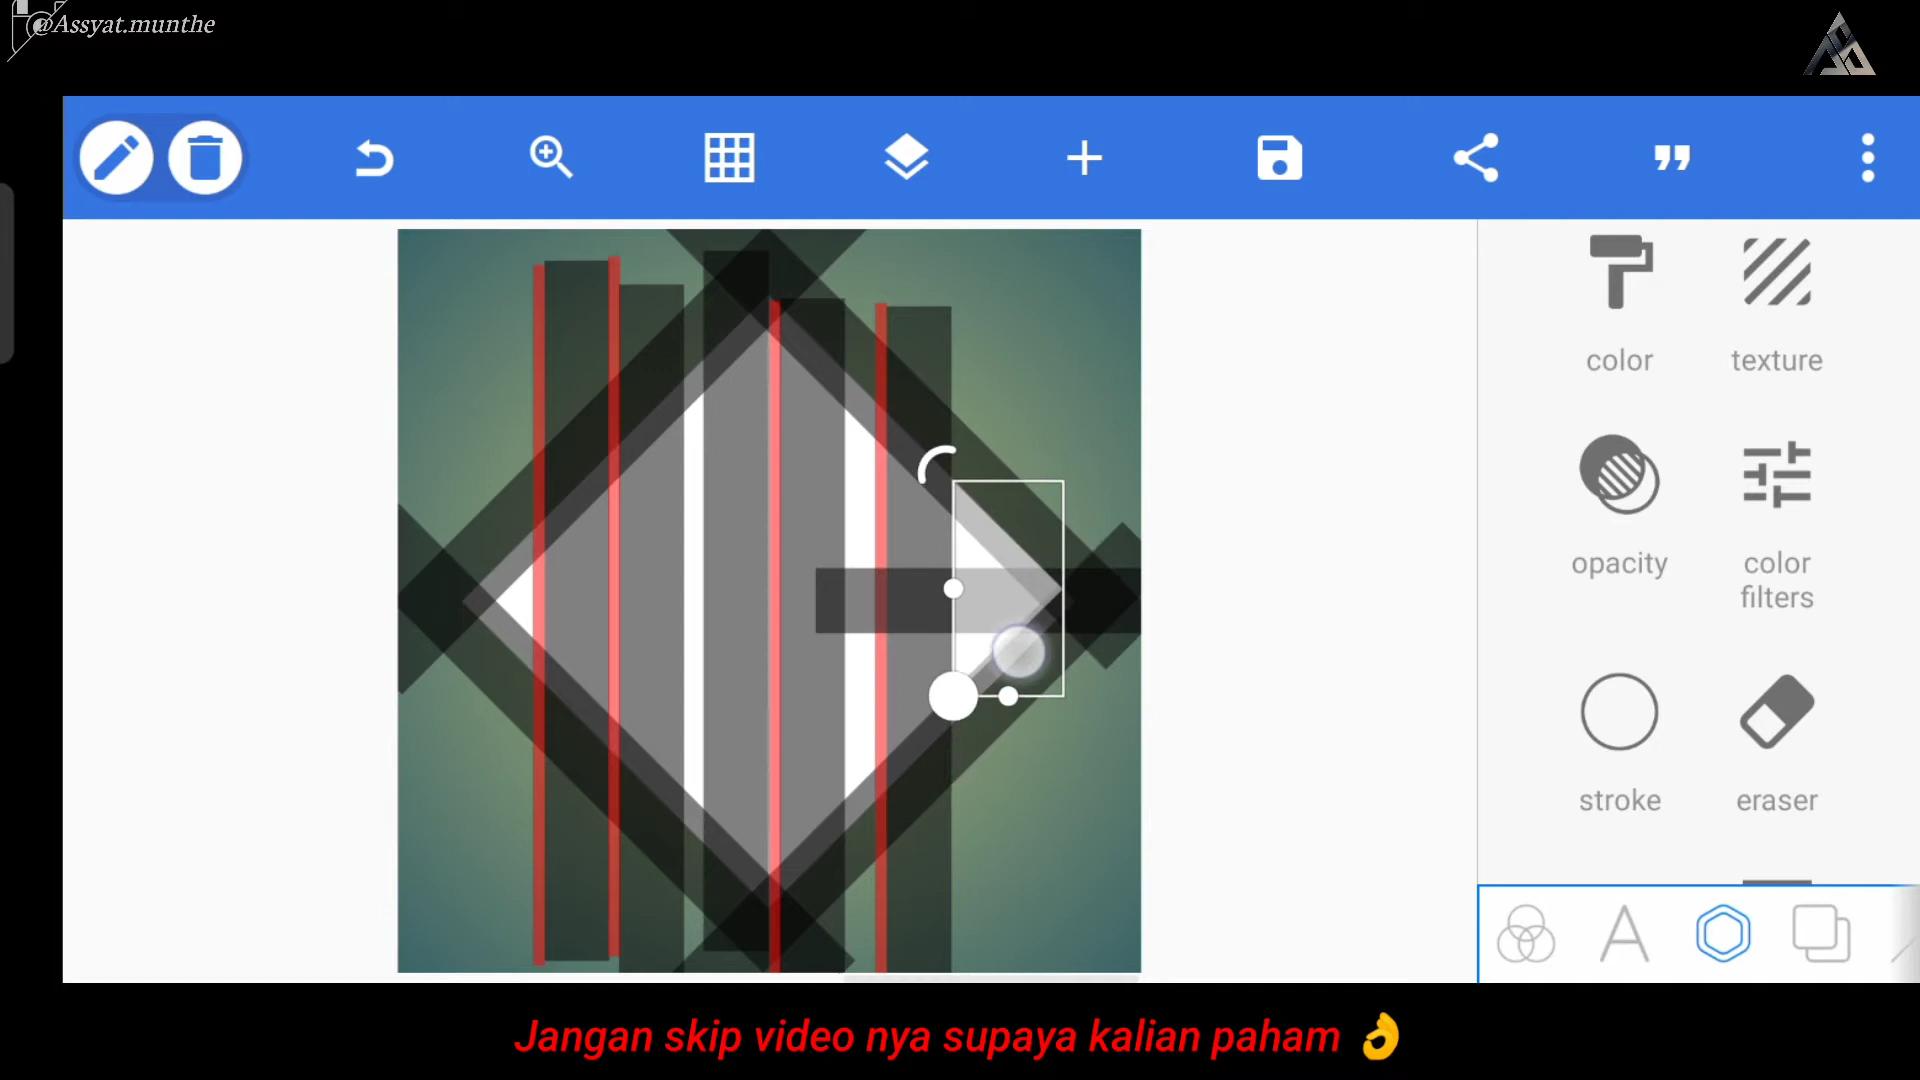 @Assyat.munthe
color
texture
opacity
color
filters
stroke
eraser
Jangan skip video nya supaya kalian paham 👌